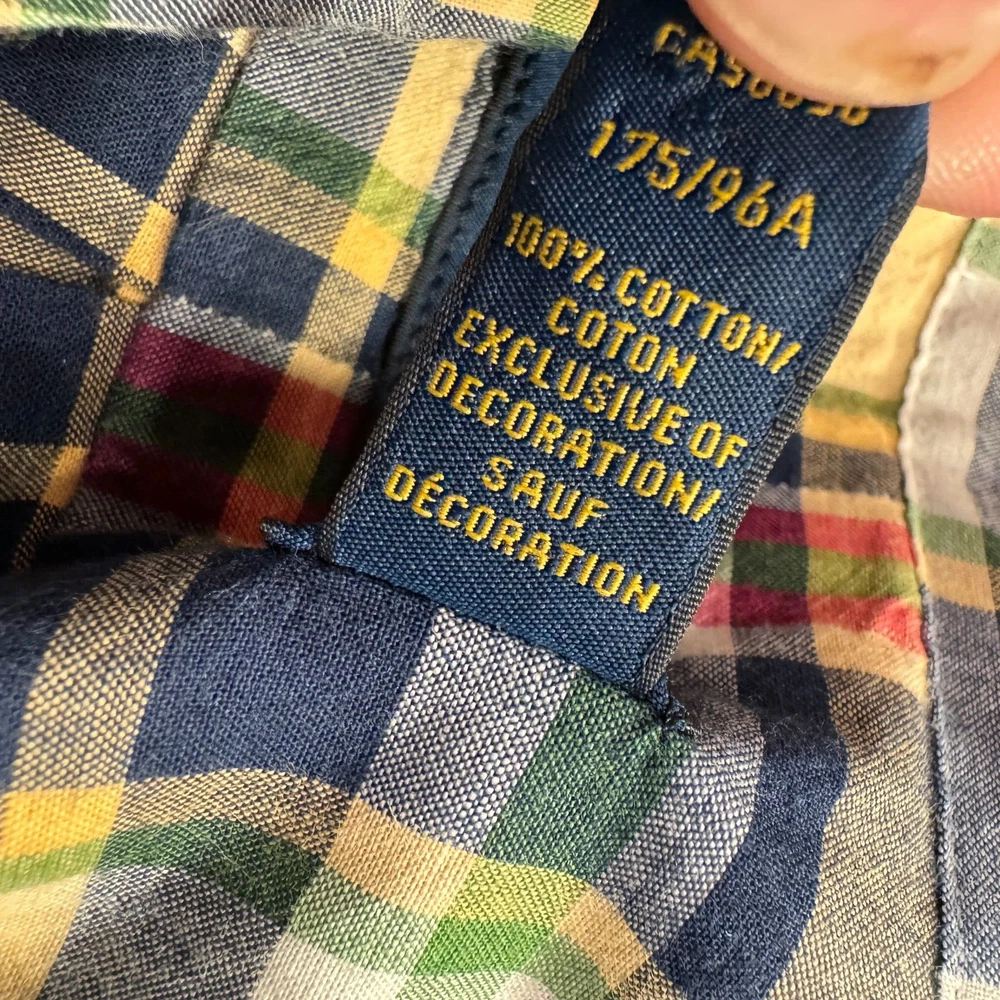 175/96A
100% COTTON/
COTON
EXCLUSIVE OF
DECORATION/
SAUF
DÉCORATION